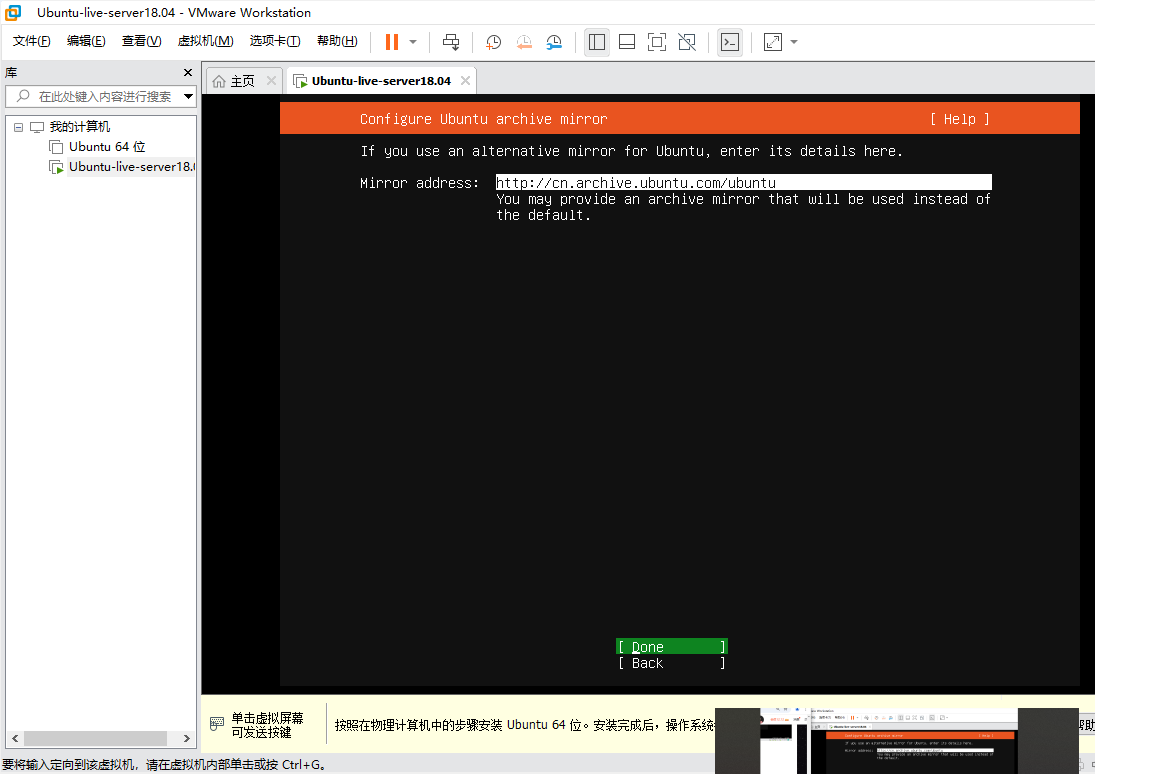 Ubuntu-live-server18.04 - VMware Workstation
文件(F) 编辑(E) 查看(V) 虚拟机(M) 选项卡(T) 帮助(H)
库
在此处键入内容进行搜索
我的计算机
Ubuntu 64 位
Ubuntu-live-server18.0
主页
Ubuntu-live-server18.04
Configure Ubuntu archive mirror [ Help ]
If you use an alternative mirror for Ubuntu, enter its details here.
Mirror address: http://cn.archive.ubuntu.com/ubuntu
You may provide an archive mirror that will be used instead of
the default.
[ Done ]
[ Back ]
单击虚拟屏幕
可发送按键
按照在物理计算机中的步骤安装 Ubuntu 64 位。安装完成后，操作系统
帮助
要将输入定向到该虚拟机，请在虚拟机内部单击或按 Ctrl+G。